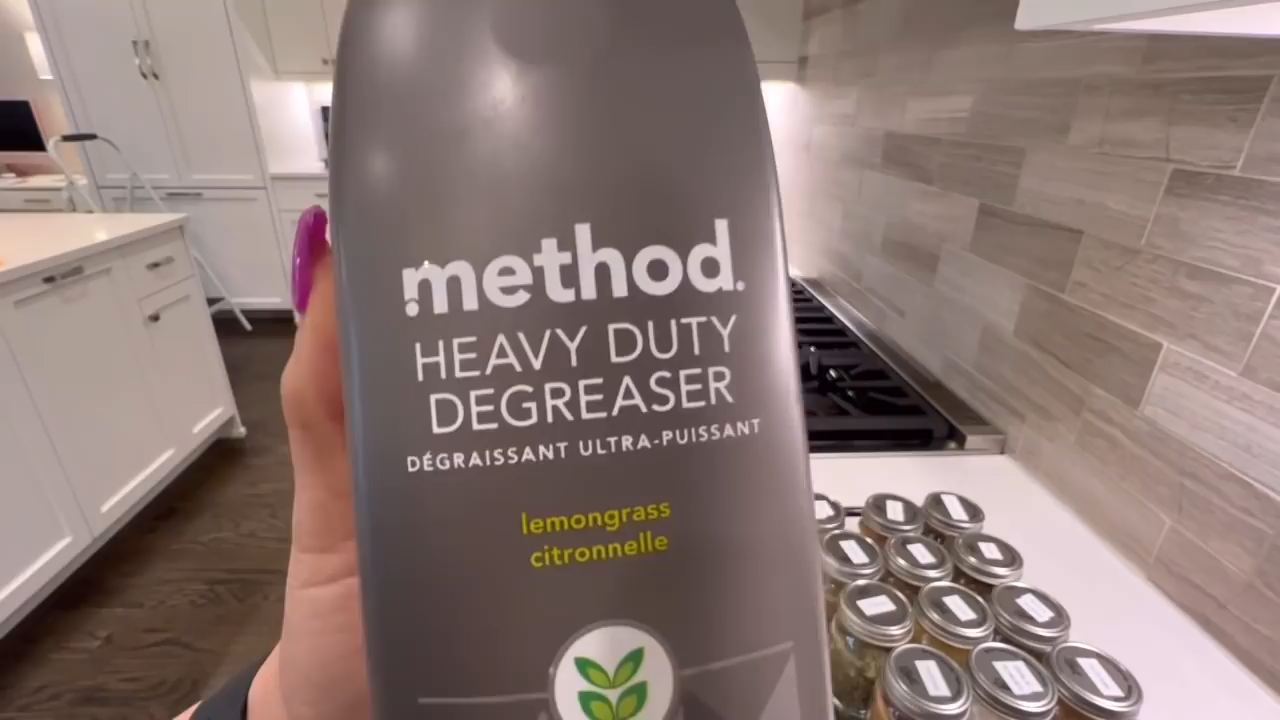 method.
HEAVY DUTY
DEGREASER
DÉGRAISSANT ULTRA-PUISSANT
lemongrass
citronnelle